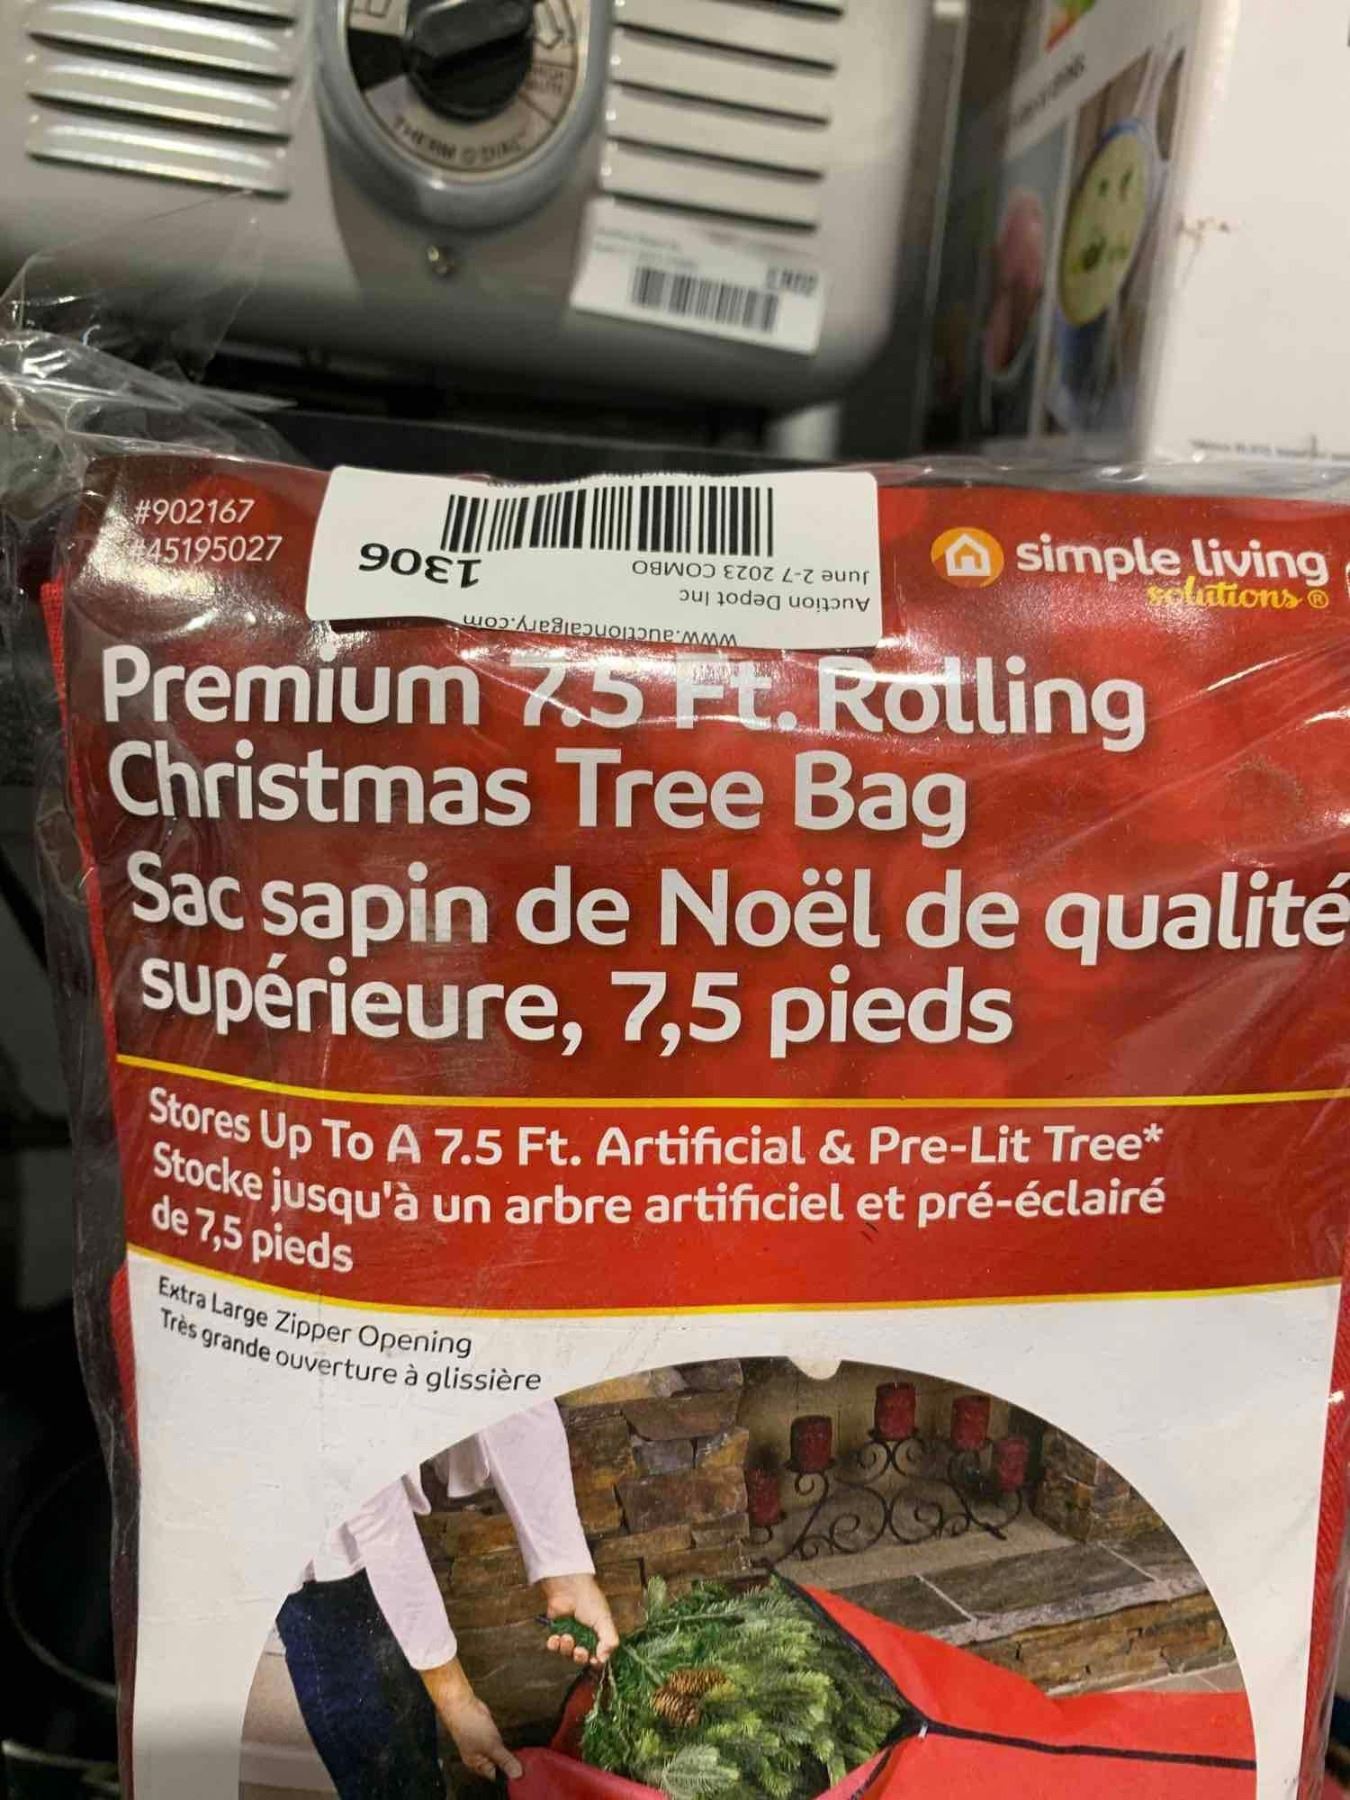 THERM O'DIAL
#902167
#45195027
www.auctioncalgary.com
Auction Depot Inc
June 2-7 2023 COMBO
1306
simple living
solutions®
Premium 7.5 Ft. Rolling
Christmas Tree Bag
Sac sapin de Noël de qualité
supérieure, 7,5 pieds
Stores Up To A 7.5 Ft. Artificial & Pre-Lit Tree*
Stocke jusqu'à un arbre artificiel et pré-éclairé
de 7,5 pieds
Extra Large Zipper Opening
Très grande ouverture à glissière